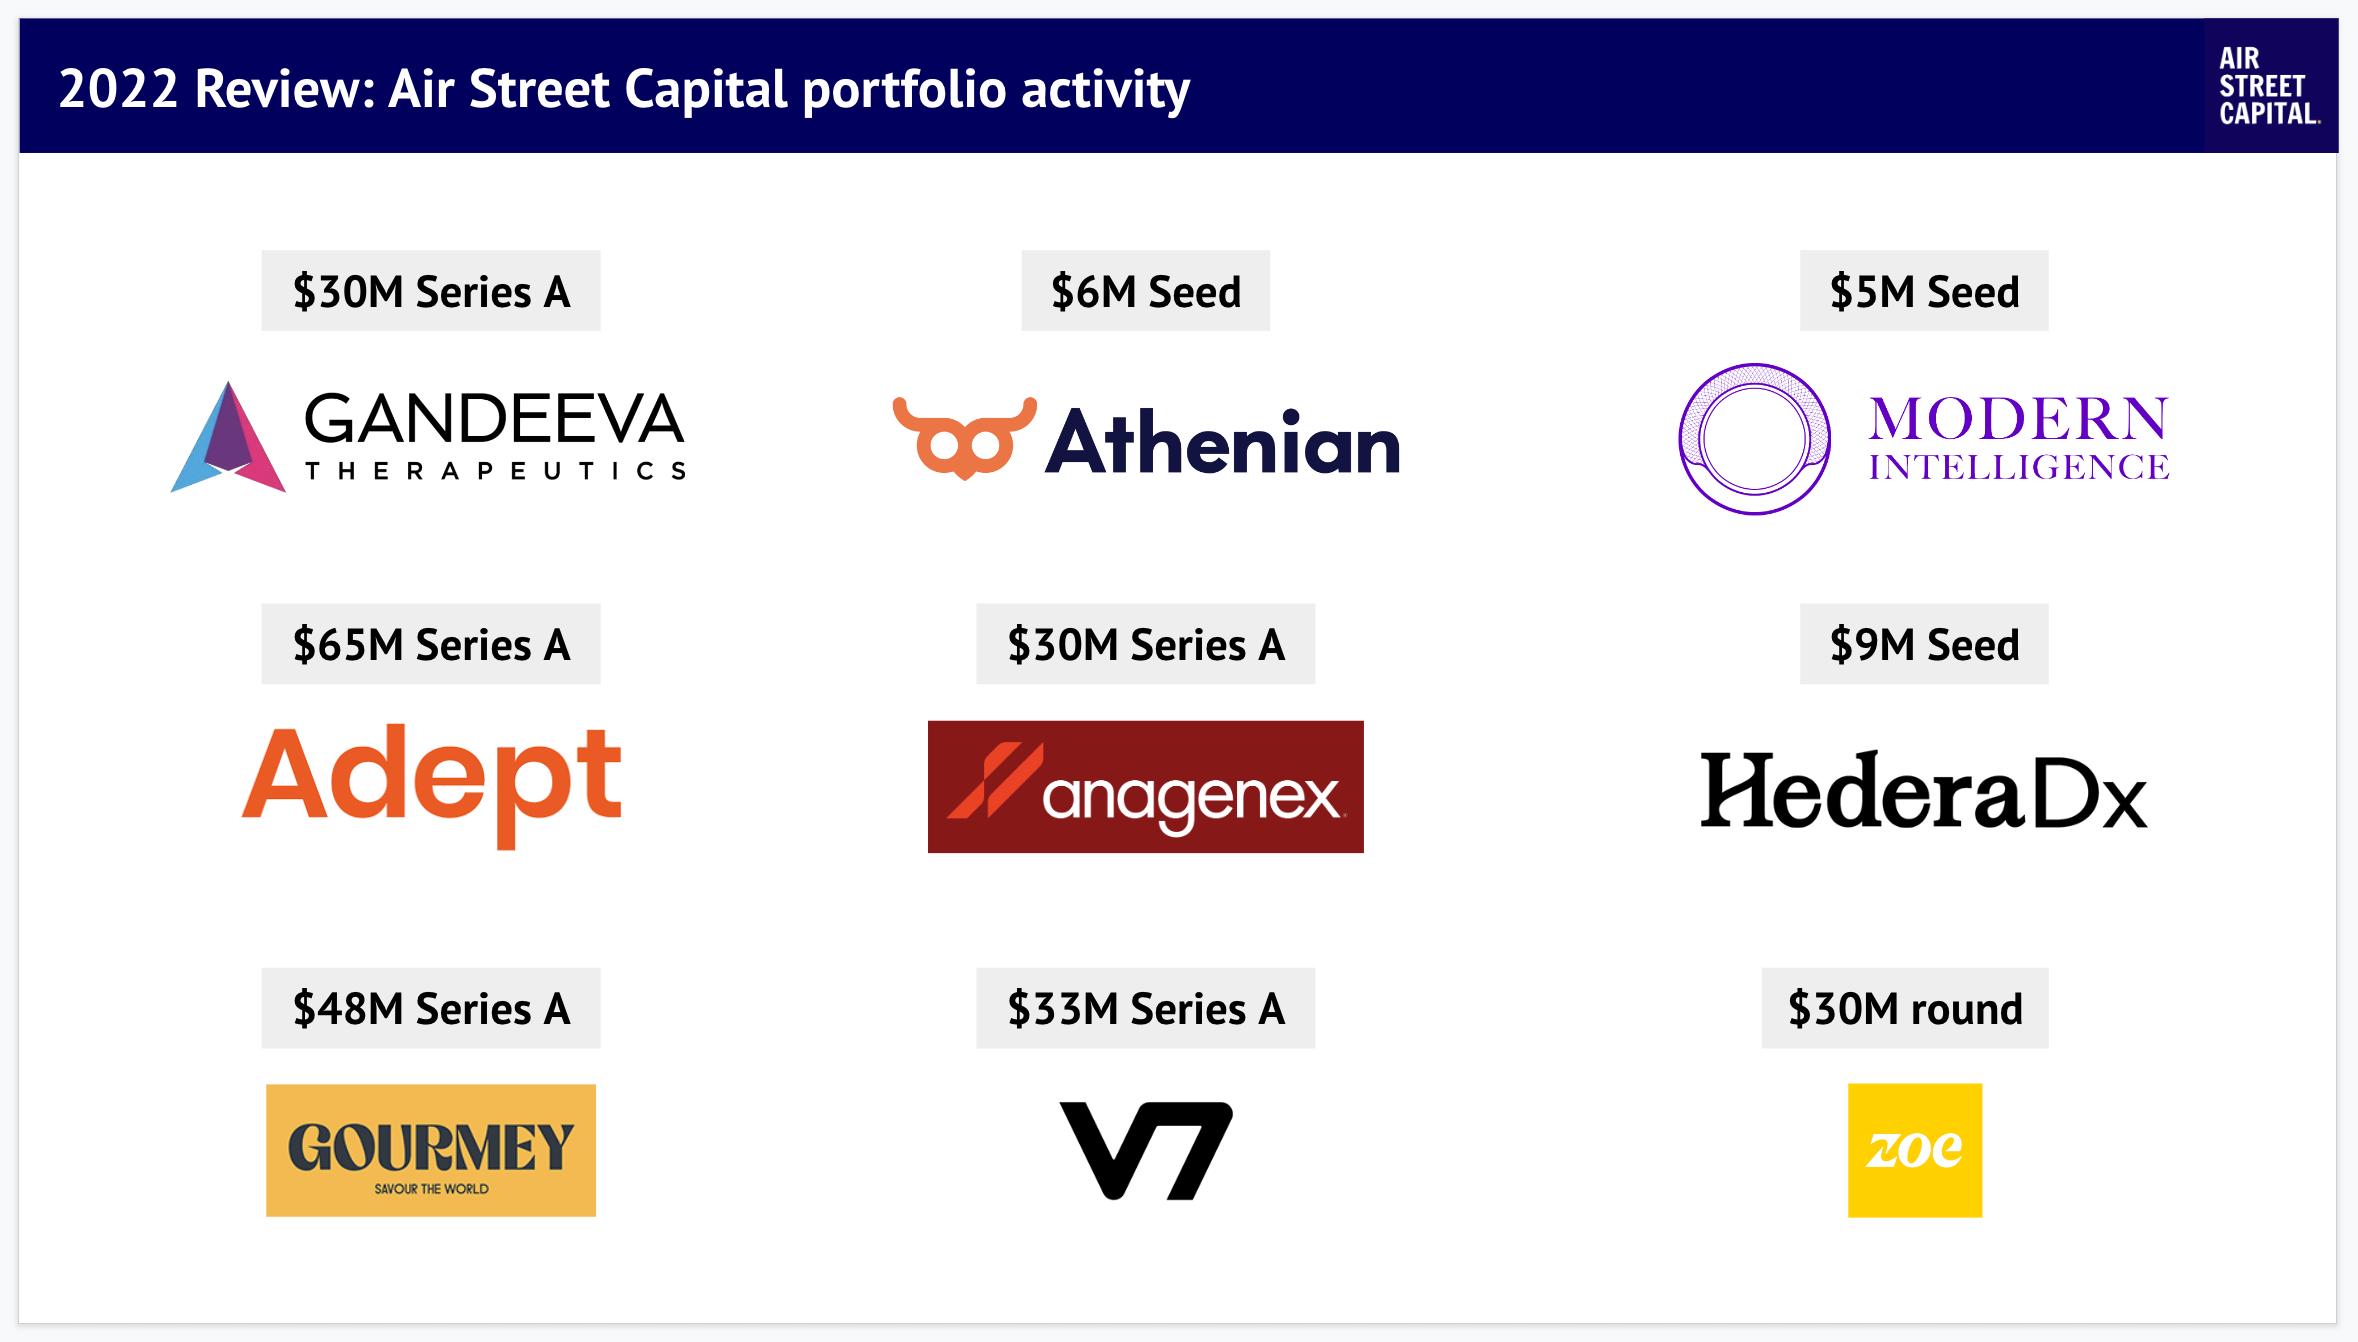 2022 Review: Air Street Capital portfolio activity
AIR
STREET
CAPITAL.
$30M Series A
GANDEEVA
THERAPEUTICS
$6M Seed
Athenian
$5M Seed
MODERN
INTELLIGENCE
$65M Series A
Adept
$30M Series A
anagenex
$9M Seed
HederaDx
$48M Series A
GOURMEY
SAVOUR THE WORLD
$33M Series A
V7
$30M round
zoe